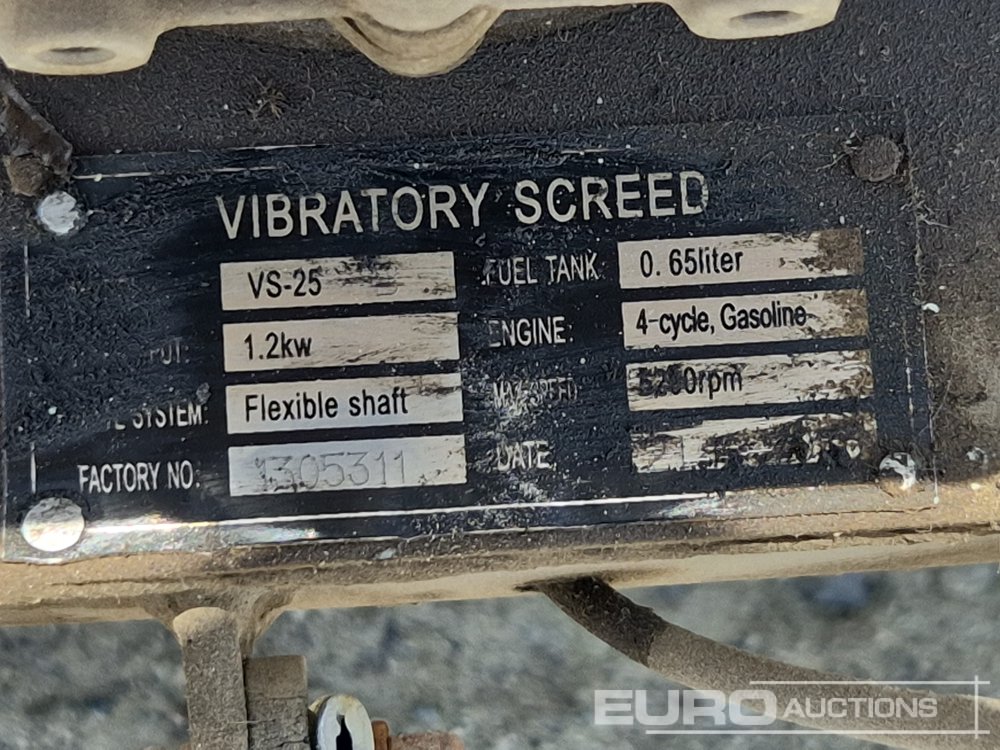 VIBRATORY SCREED
VS-25 FUEL TANK: 0. 65liter
1.2kw ENGINE: 4-cycle, Gasoline
SYSTEM: Flexible shaft
FACTORY NO: 1305311 DATE
EURO AUCTIONS